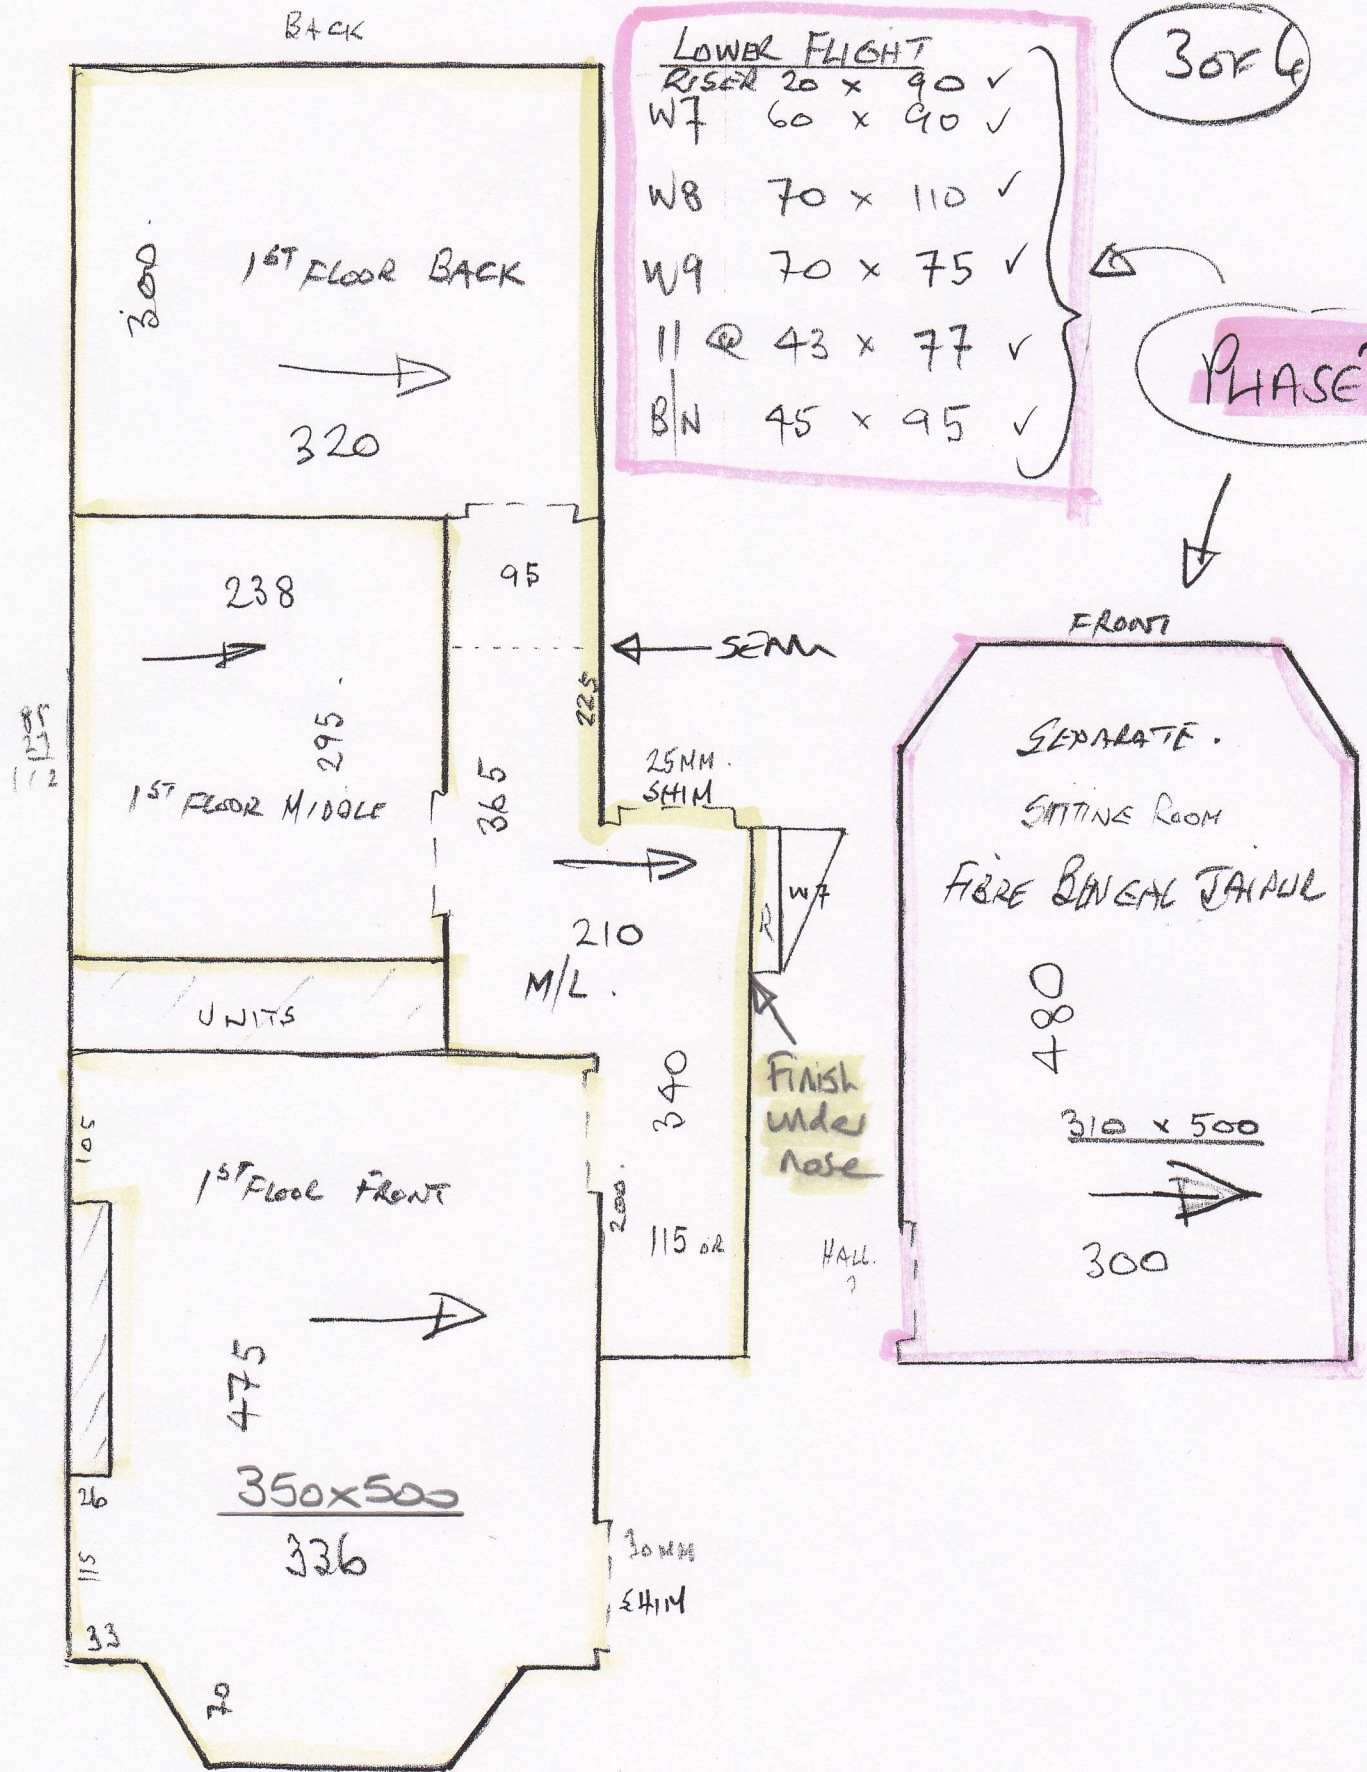 BACK
3 OF 4
LOWER FLIGHT
RISER 20 x 90 ✓
W7 60 x 90 ✓
W8 70 x 110 ✓
W9 70 x 75 ✓
11 @ 43 x 77 ✓
B/N 45 x 95 ✓
PHASE
300
1ST FLOOR BACK
320
95
238
SEAM
225
295
1ST FLOOR MIDDLE
365
25MM
SHIM
112
210
M/L
R
W7
UNITS
340
Finish
under
nose
105
1ST FLOOR FRONT
200
115 OR
475
350x500
336
26
115
33
70
30MM
SHIM
FRONT
SEPARATE.
SITTING ROOM
FIBRE BENGAL JAIPUR
480
310 x 500
300
HALL
?